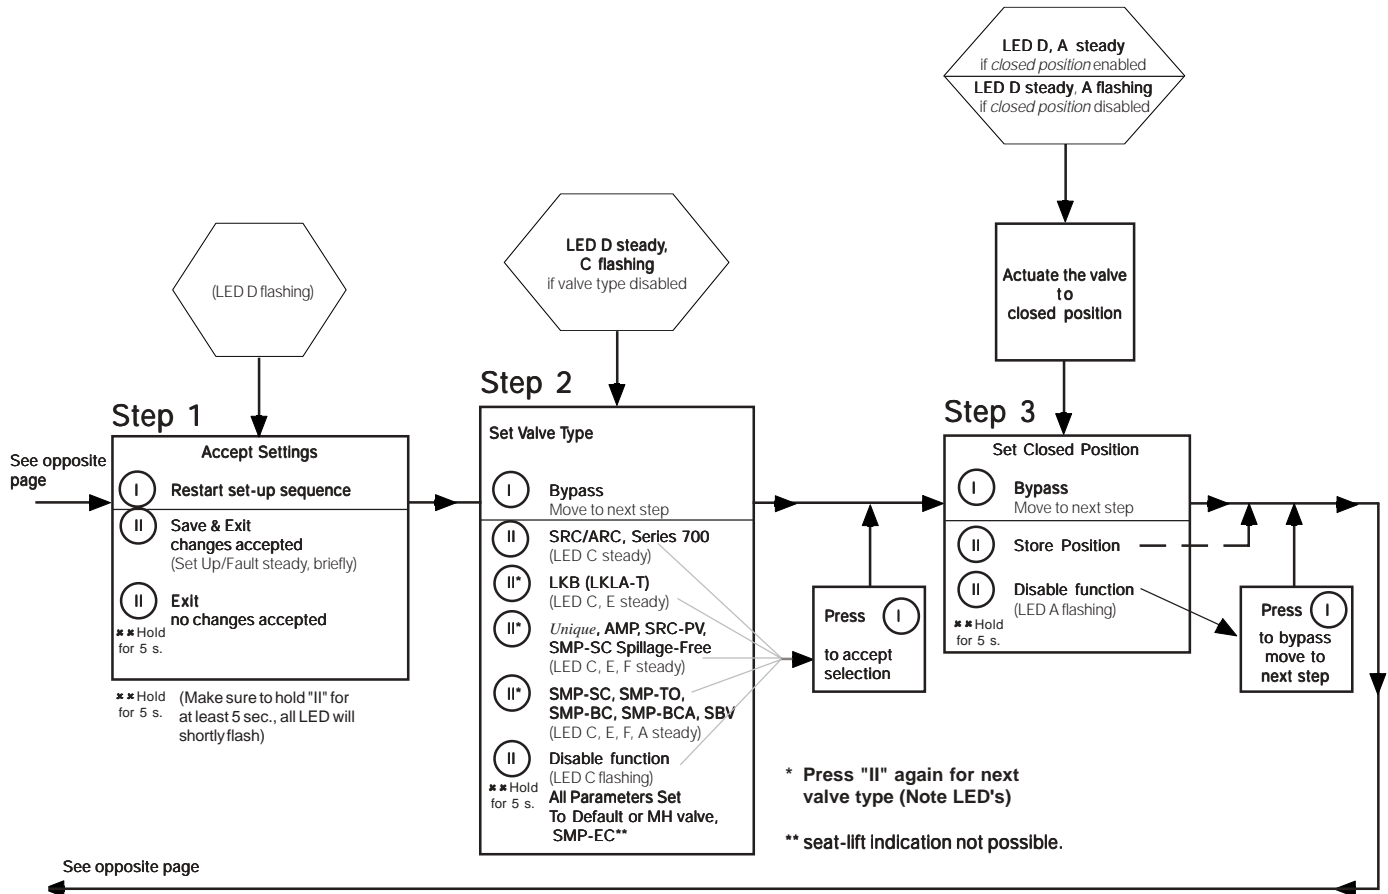 LED D, A steady
if closed position enabled
LED D steady, A flashing
if closed position disabled
LED D steady,
C flashing
if valve type disabled
(LED D flashing)
Actuate the valve
to
closed position
Step 1
Accept Settings
See opposite
page
I Restart set-up sequence
II Save & Exit
changes accepted
(Set Up/Fault steady, briefly)
II Exit
no changes accepted
✖✖Hold
for 5 s.
✖✖Hold
for 5 s.
(Make sure to hold "II" for
at least 5 sec., all LED will
shortly flash)
Step 2
Set Valve Type
I Bypass
Move to next step
II SRC/ARC, Series 700
(LED C steady)
II* LKB (LKLA-T)
(LED C, E steady)
II* Unique, AMP, SRC-PV,
SMP-SC Spillage-Free
(LED C, E, F steady)
II* SMP-SC, SMP-TO,
SMP-BC, SMP-BCA, SBV
(LED C, E, F, A steady)
II Disable function
(LED C flashing)
✖✖Hold
for 5 s.
All Parameters Set
To Default or MH valve,
SMP-EC**
Press I
to accept
selection
Step 3
Set Closed Position
I Bypass
Move to next step
II Store Position
II Disable function
(LED A flashing)
✖✖Hold
for 5 s.
Press I
to bypass
move to
next step
* Press "II" again for next
valve type (Note LED's)
** seat-lift indication not possible.
See opposite page